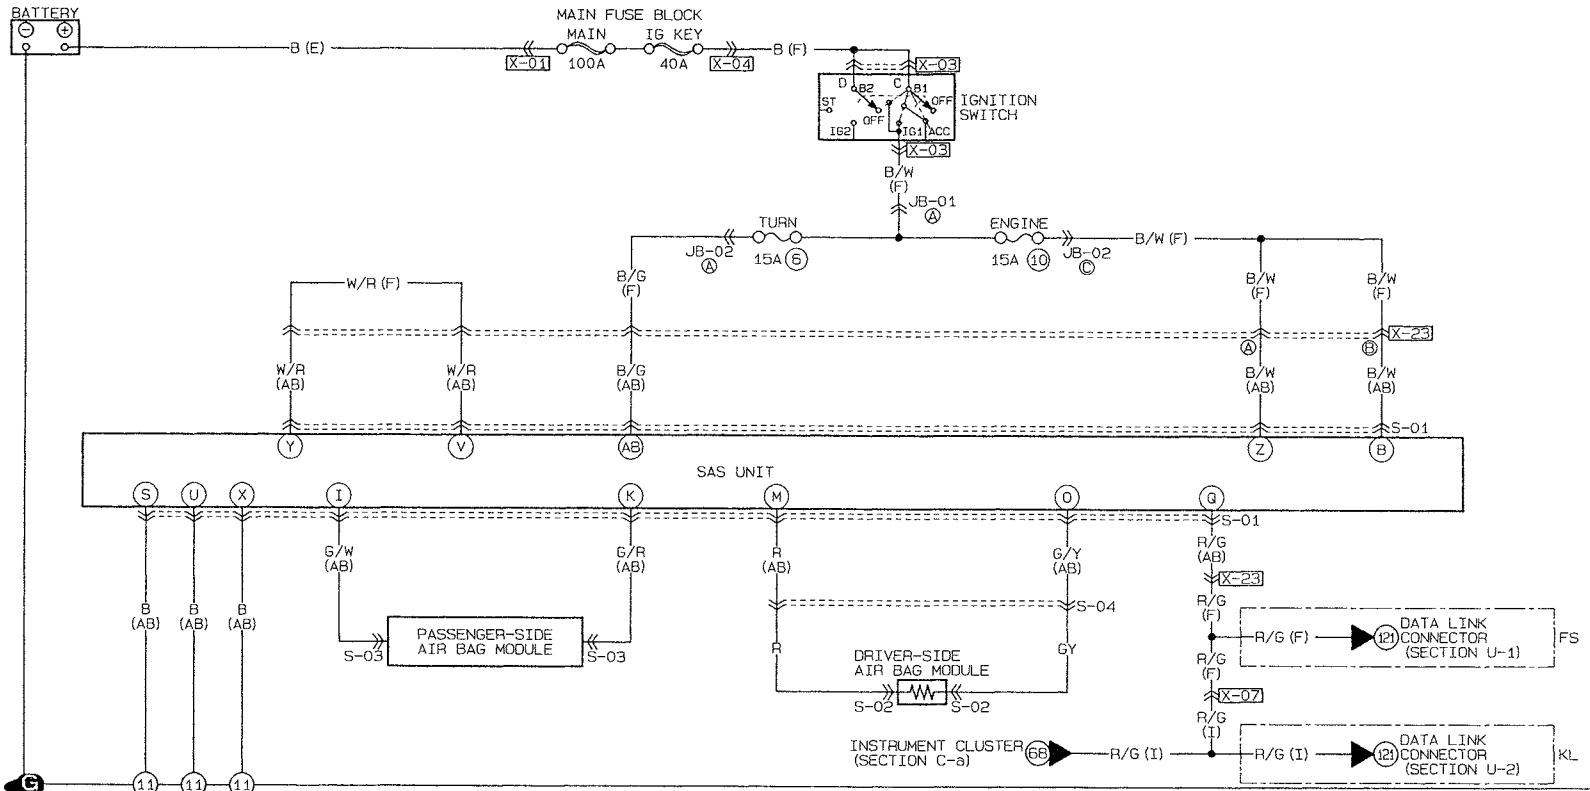 BATTERY
MAIN FUSE BLOCK
MAIN
IG KEY
B (E)
X-01
100A
40A
X-04
B (F)
X-03
D
B2
C
B1
ST
OFF
OFF
IG2
IG1
ACC
IGNITION
SWITCH
X-03
B/W
(F)
JB-01
A
TURN
ENGINE
JB-02
A
15A
6
15A
10
JB-02
C
B/W (F)
W/R (F)
B/G
(F)
B/W
(F)
B/W
(F)
X-23
A
B
W/R
(AB)
W/R
(AB)
B/G
(AB)
B/W
(AB)
B/W
(AB)
S-01
Y
V
AB
Z
B
SAS UNIT
S
U
X
I
K
M
O
Q
S-01
G/W
(AB)
G/R
(AB)
R
(AB)
G/Y
(AB)
R/G
(AB)
X-23
B
(AB)
B
(AB)
B
(AB)
S-04
R/G
(F)
PASSENGER-SIDE
AIR BAG MODULE
S-03
S-03
R
GY
R/G (F)
121
DATA LINK
CONNECTOR
(SECTION U-1)
FS
DRIVER-SIDE
AIR BAG MODULE
S-02
S-02
R/G
(F)
X-07
R/G
(I)
INSTRUMENT CLUSTER
(SECTION C-a)
68
R/G (I)
R/G (I)
121
DATA LINK
CONNECTOR
(SECTION U-2)
KL
G
11
11
11